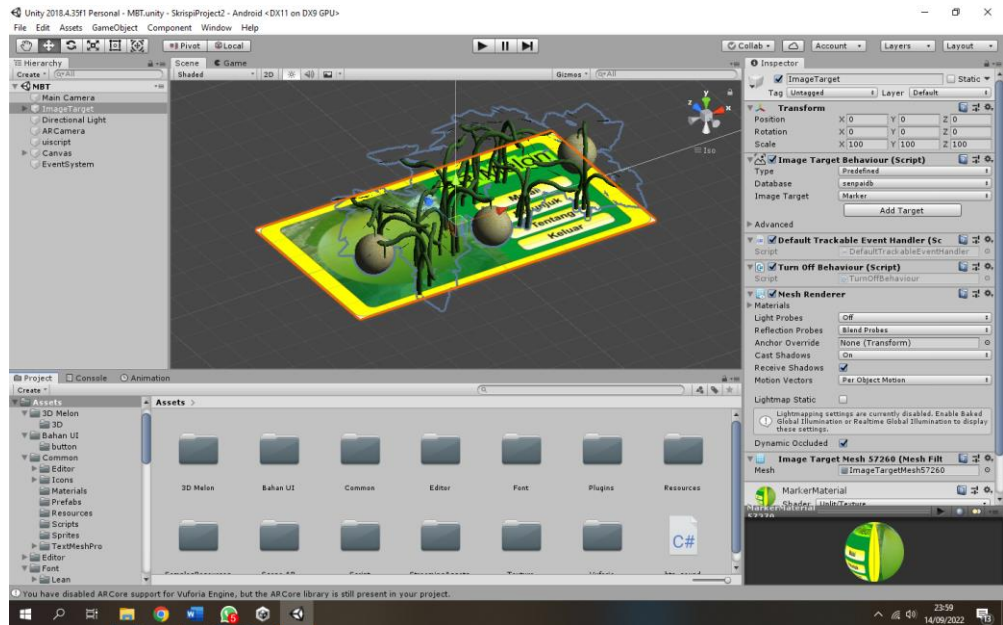 Unity 2018.4.35f1 Personal - MBT.unity - SkrispiProject2 - Android <DX11 on DX9 GPU>
File Edit Assets GameObject Component Window Help
Pivot Local
Collab Account Layers Layout
Hierarchy
Create All
MBT
Main Camera
ImageTarget
Directional Light
ARCamera
uiscript
Canvas
EventSystem
Scene Game
Shaded 2D Gizmos All
y
z
Iso
Tentang
Keluar
Inspector
ImageTarget Static
Tag Untagged Layer Default
Transform
Position X 0 Y 0 Z 0
Rotation X 0 Y 0 Z 0
Scale X 100 Y 100 Z 100
Image Target Behaviour (Script)
Type Predefined
Database senpaidb
Image Target Marker
Add Target
Advanced
Default Trackable Event Handler (Sc
Script DefaultTrackableEventHandler
Turn Off Behaviour (Script)
Script TurnOffBehaviour
Mesh Renderer
Materials
Light Probes Off
Reflection Probes Blend Probes
Anchor Override None (Transform)
Cast Shadows On
Receive Shadows
Motion Vectors Per Object Motion
Lightmap Static
Lightmapping settings are currently disabled. Enable Baked
Global Illumination or Realtime Global Illumination to display
these settings.
Dynamic Occluded
Image Target Mesh 57260 (Mesh Filt
Mesh ImageTargetMesh57260
MarkerMaterial
Shader Unlit/Texture
MarkerMaterial
Project Console Animation
Create
Assets
3D Melon
3D
Bahan UI
button
Common
Editor
Icons
Materials
Prefabs
Resources
Scripts
Sprites
TextMeshPro
Editor
Font
Lean
Assets >
3D Melon Bahan UI Common Editor Font Plugins Resources
C#
You have disabled ARCore support for Vuforia Engine, but the ARCore library is still present in your project.
23:59
14/09/2022